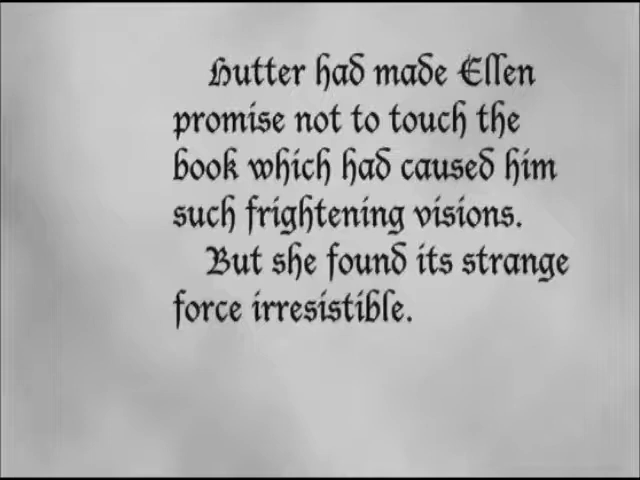 Hutter had made Ellen
promise not to touch the
book which had caused him
such frightening visions.
But she found its strange
force irresistible.